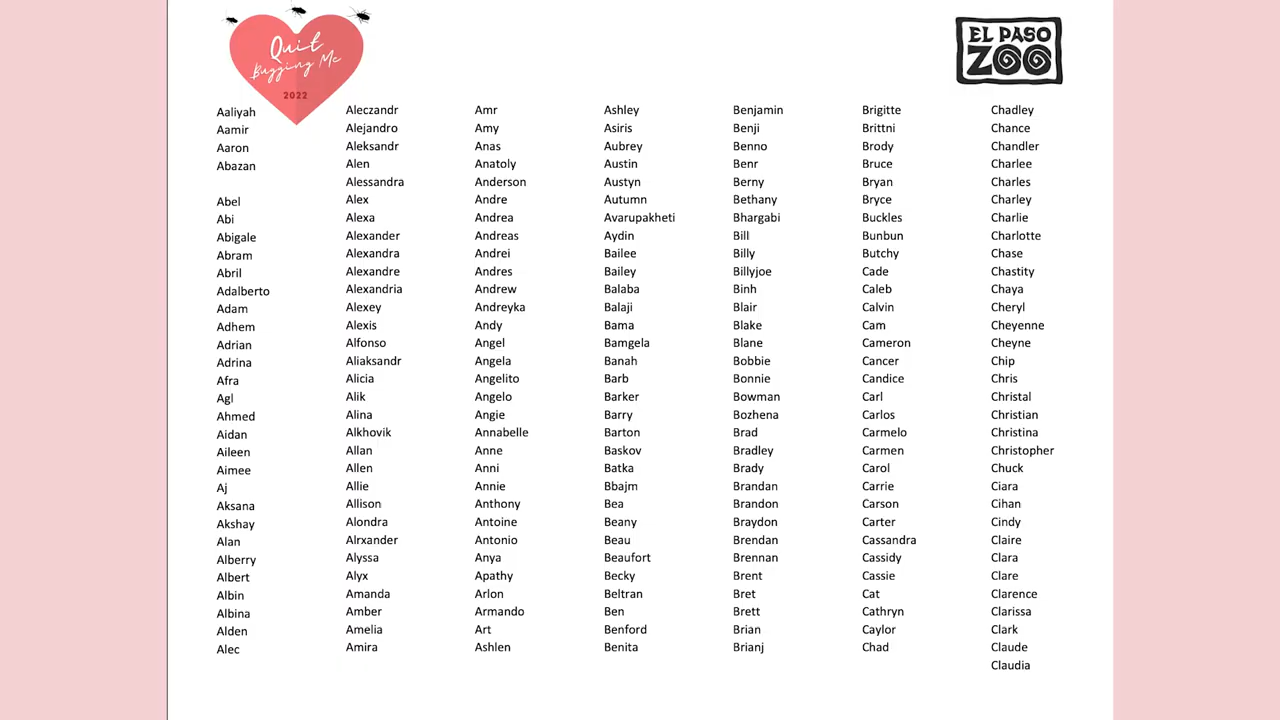 Quit
Bugging Me
2022
EL PASO
ZOO
Aaliyah
Aamir
Aaron
Abazan
Abel
Abi
Abigale
Abram
Abril
Adalberto
Adam
Adhem
Adrian
Adrina
Afra
Agl
Ahmed
Aidan
Aileen
Aimee
Aj
Aksana
Akshay
Alan
Alberry
Albert
Albin
Albina
Alden
Alec
Aleczandr
Alejandro
Aleksandr
Alen
Alessandra
Alex
Alexa
Alexander
Alexandra
Alexandre
Alexandria
Alexey
Alexis
Alfonso
Aliaksandr
Alicia
Alik
Alina
Alkhovik
Allan
Allen
Allie
Allison
Alondra
Alrxander
Alyssa
Alyx
Amanda
Amber
Amelia
Amira
Amr
Amy
Anas
Anatoly
Anderson
Andre
Andrea
Andreas
Andrei
Andres
Andrew
Andreyka
Andy
Angel
Angela
Angelito
Angelo
Angie
Annabelle
Anne
Anni
Annie
Anthony
Antoine
Antonio
Anya
Apathy
Arlon
Armando
Art
Ashlen
Ashley
Asiris
Aubrey
Austin
Austyn
Autumn
Avarupakheti
Aydin
Bailee
Bailey
Balaba
Balaji
Bama
Bamgela
Banah
Barb
Barker
Barry
Barton
Baskov
Batka
Bbajm
Bea
Beany
Beau
Beaufort
Becky
Beltran
Ben
Benford
Benita
Benjamin
Benji
Benno
Benr
Berny
Bethany
Bhargabi
Bill
Billy
Billyjoe
Binh
Blair
Blake
Blane
Bobbie
Bonnie
Bowman
Bozhena
Brad
Bradley
Brady
Brandan
Brandon
Braydon
Brendan
Brennan
Brent
Bret
Brett
Brian
Brianj
Brigitte
Brittni
Brody
Bruce
Bryan
Bryce
Buckles
Bunbun
Butchy
Cade
Caleb
Calvin
Cam
Cameron
Cancer
Candice
Carl
Carlos
Carmelo
Carmen
Carol
Carrie
Carson
Carter
Cassandra
Cassidy
Cassie
Cat
Cathryn
Caylor
Chad
Chadley
Chance
Chandler
Charlee
Charles
Charley
Charlie
Charlotte
Chase
Chastity
Chaya
Cheryl
Cheyenne
Cheyne
Chip
Chris
Christal
Christian
Christina
Christopher
Chuck
Ciara
Cihan
Cindy
Claire
Clara
Clare
Clarence
Clarissa
Clark
Claude
Claudia